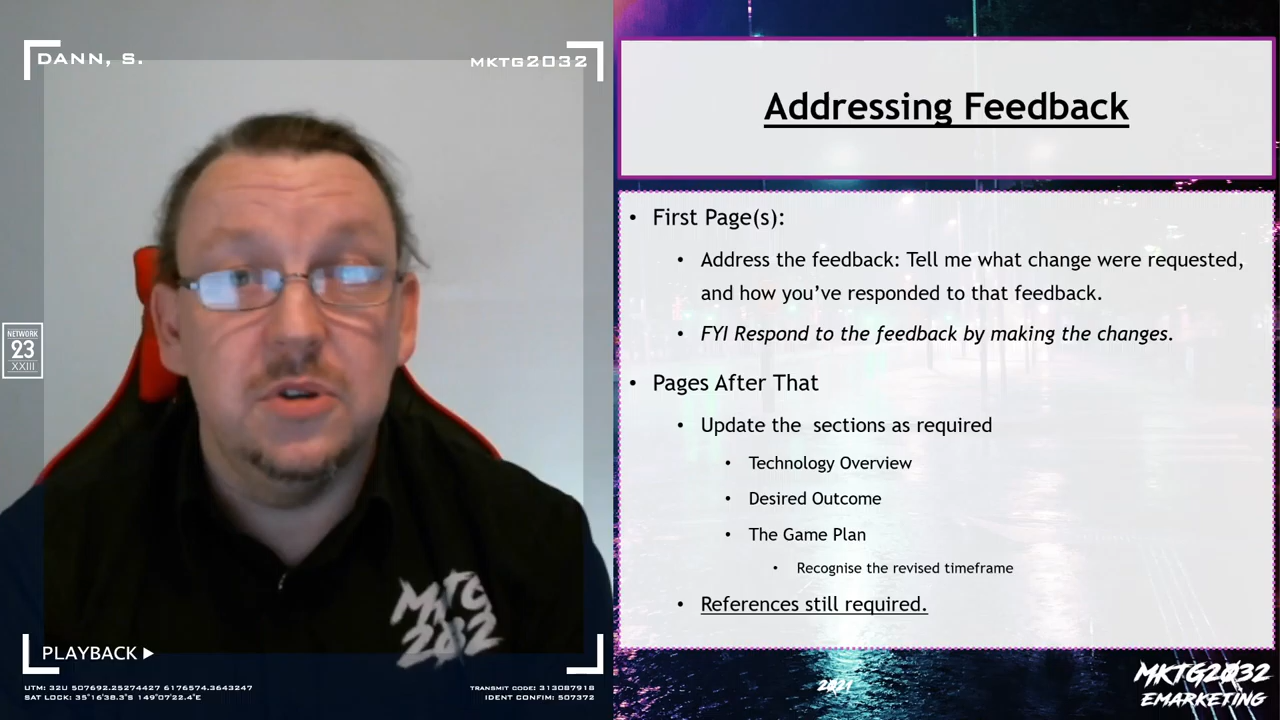 DANN, S.
MKTG2032
NETWORK
23
XXIII
MKTG
2032
PLAYBACK
UTM: 32U 507692.25274427 6176574.3643247
SAT LOCK: 35°16'38.3"S 149°07'22.4"E
TRANSMIT CODE: 313087918
IDENT CONFIM: 507372
Addressing Feedback
• First Page(s):
• Address the feedback: Tell me what change were requested,
and how you’ve responded to that feedback.
• FYI Respond to the feedback by making the changes.
• Pages After That
• Update the  sections as required
• Technology Overview
• Desired Outcome
• The Game Plan
• Recognise the revised timeframe
• References still required.
2021
MKTG2032
EMARKETING